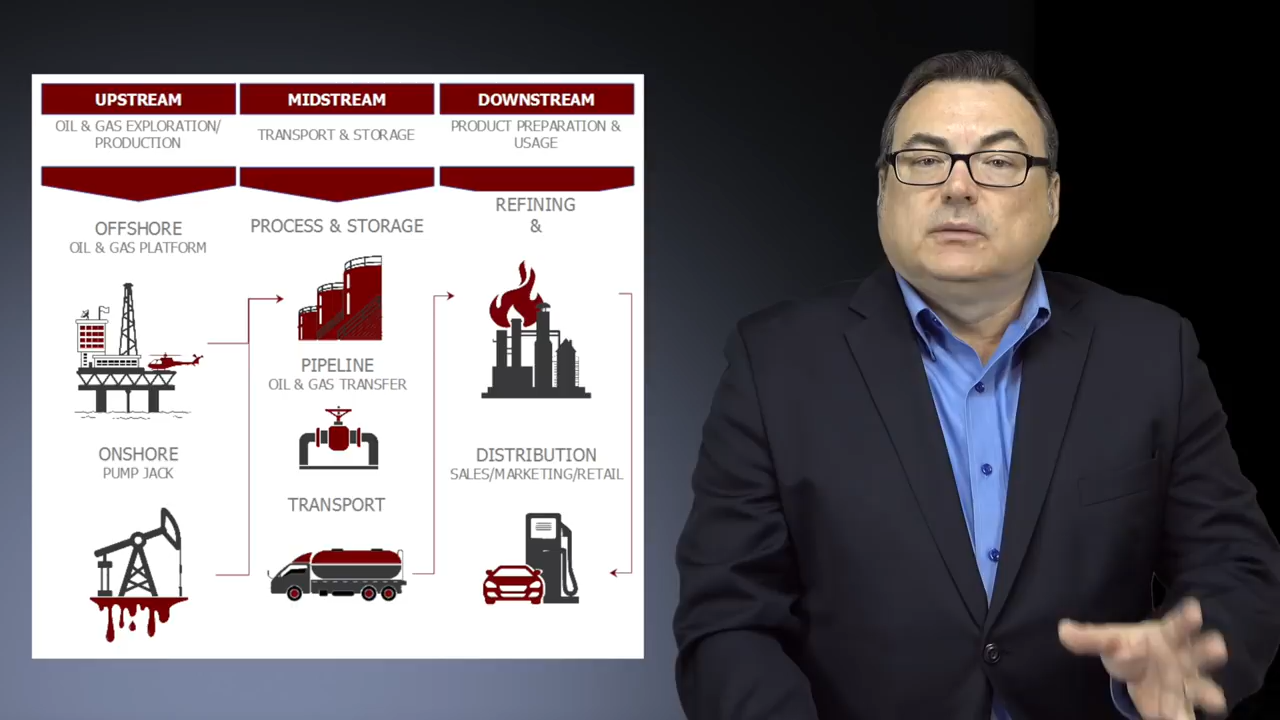 UPSTREAM
OIL & GAS EXPLORATION/
PRODUCTION
OFFSHORE
OIL & GAS PLATFORM
ONSHORE
PUMP JACK
MIDSTREAM
TRANSPORT & STORAGE
PROCESS & STORAGE
PIPELINE
OIL & GAS TRANSFER
TRANSPORT
DOWNSTREAM
PRODUCT PREPARATION &
USAGE
REFINING
&
DISTRIBUTION
SALES/MARKETING/RETAIL